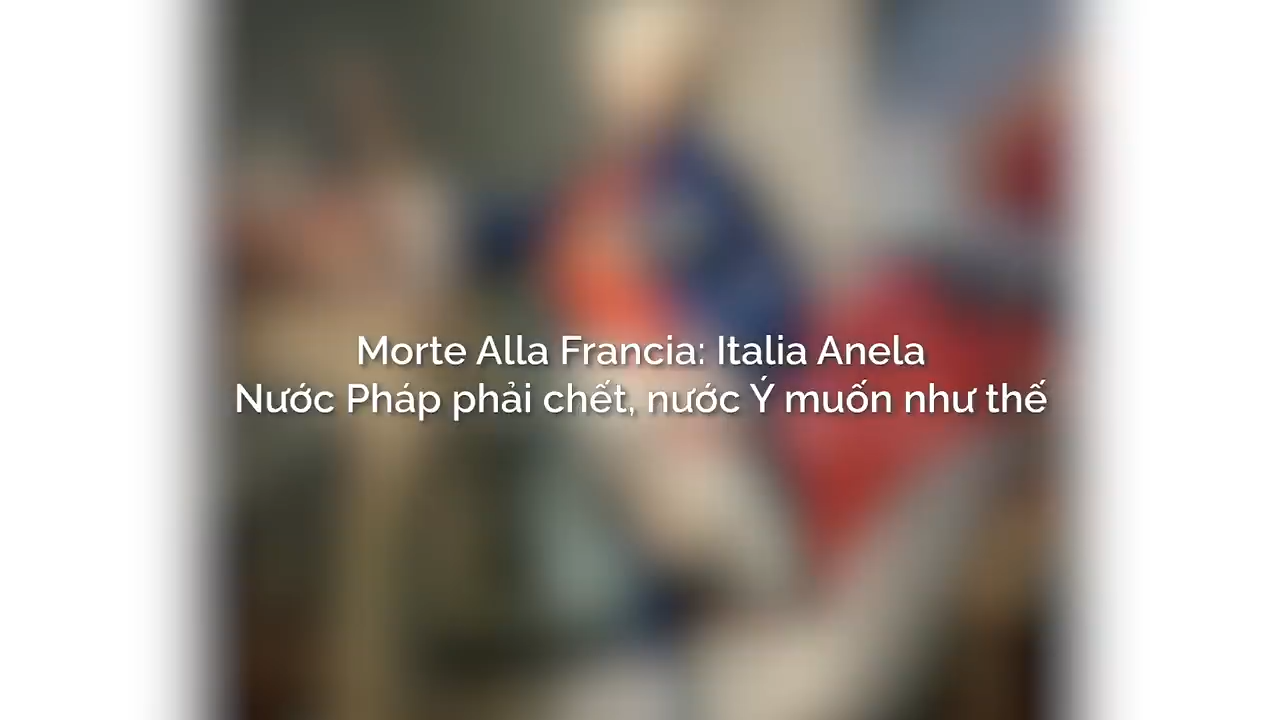 Morte Alla Francia: Italia Anela
Nước Pháp phải chết, nước Ý muốn như thế